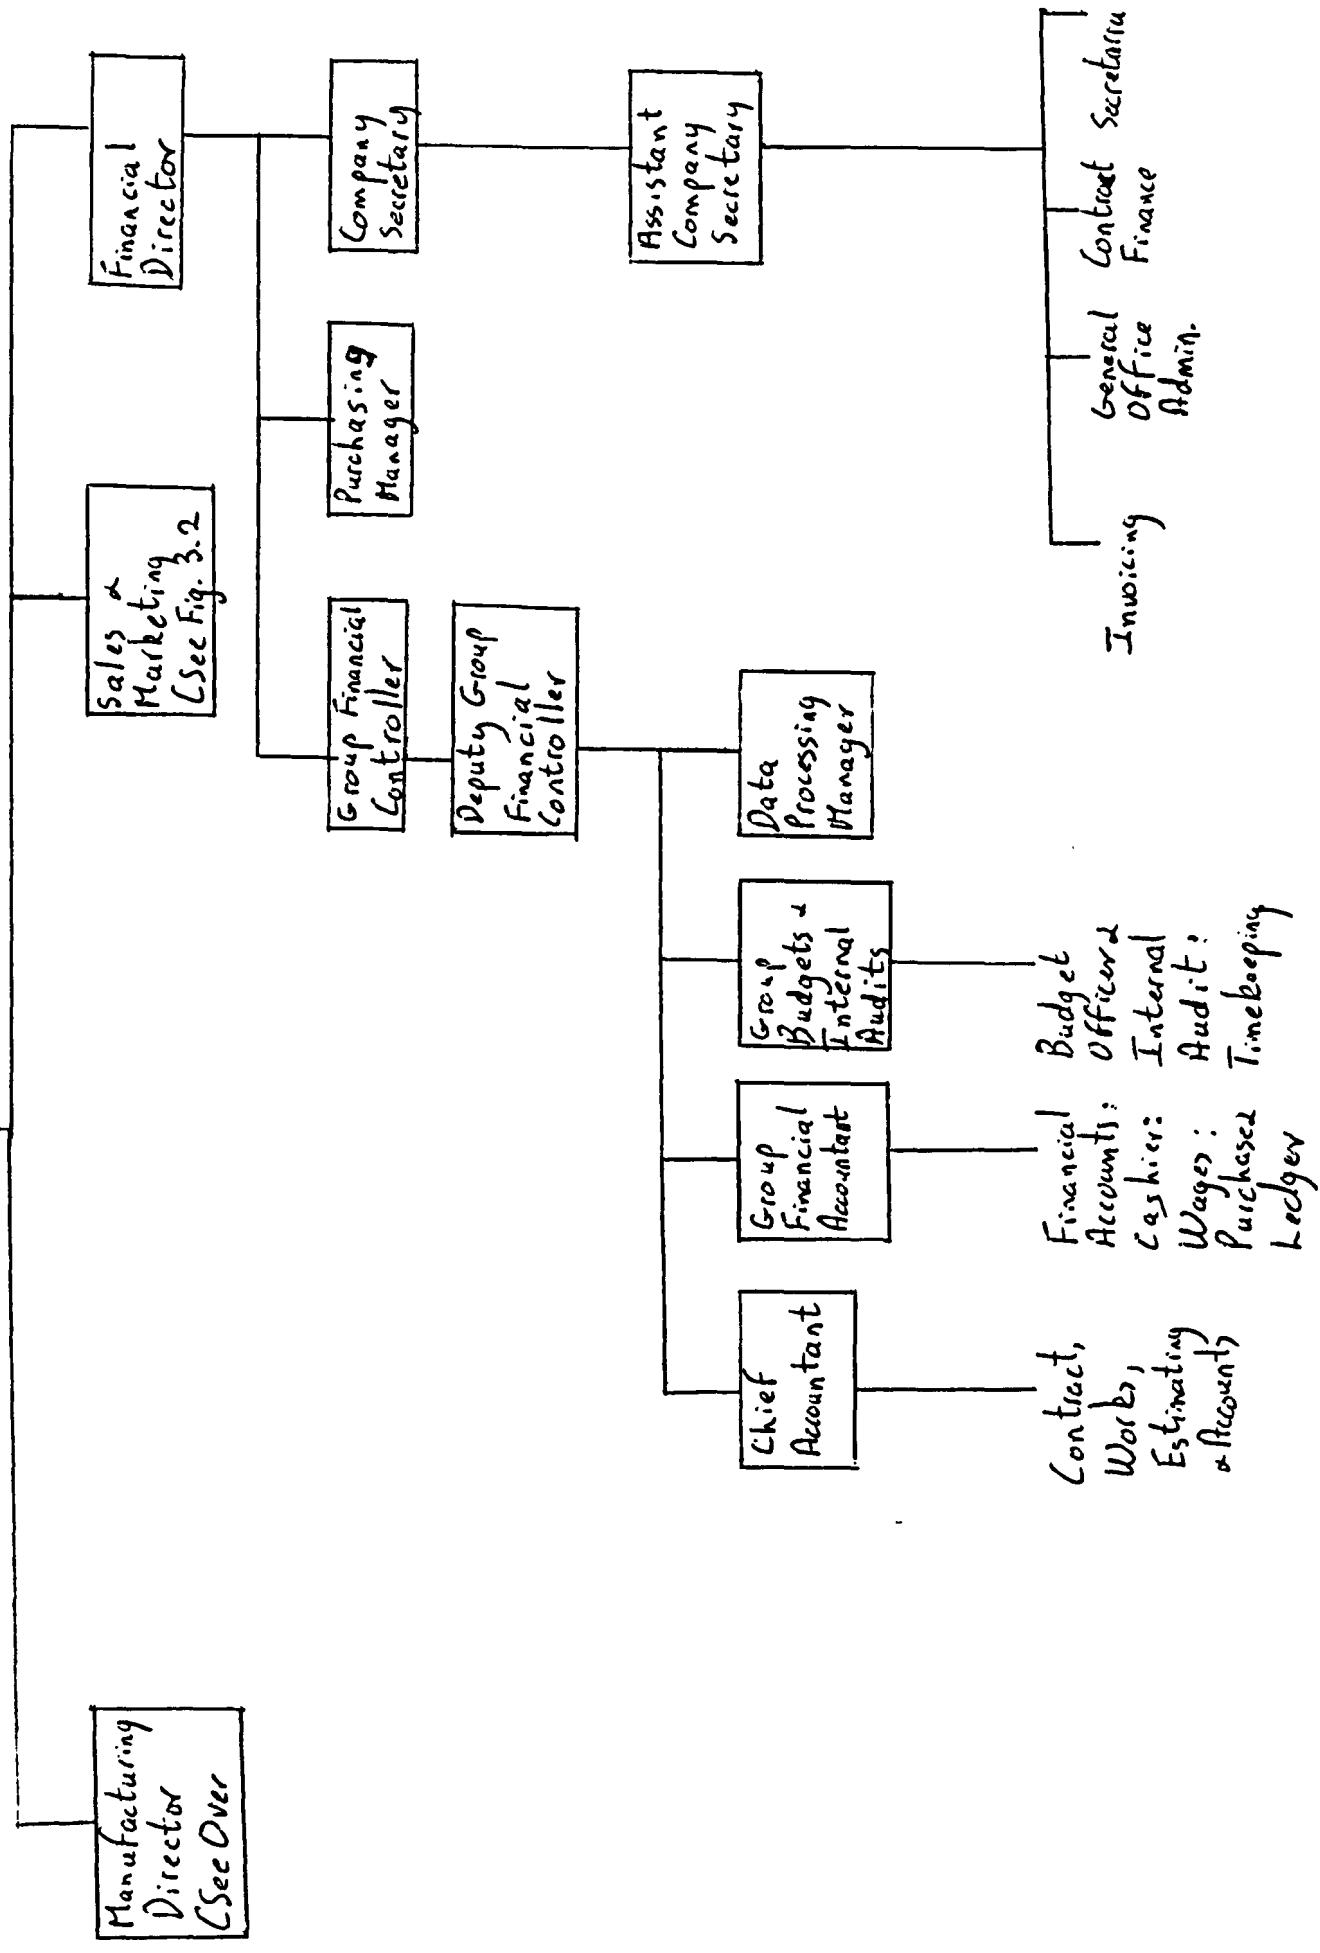 Manufacturing
Director
(See Over
Sales &
Marketing
(See Fig. 3.2
Financial
Director
Group Financial
Controller
Purchasing
Manager
Company
Secretary
Deputy Group
Financial
Controller
Assistant
Company
Secretary
Chief
Accountant
Group
Financial
Accountant
Group
Budgets &
Internal
Audits
Data
Processing
Manager
Contract,
Works,
Estimating
& Accounts
Financial
Accounts:
Cashier:
Wages:
Purchased
Ledger
Budget
Officer &
Internal
Audit:
Timekeeping
Invoicing
General
Office
Admin.
Contract
Finance